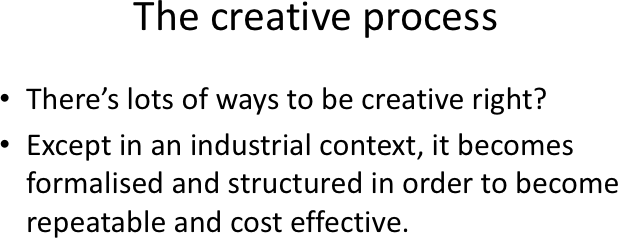 The creative process
• There’s lots of ways to be creative right?
• Except in an industrial context, it becomes
formalised and structured in order to become
repeatable and cost effective.